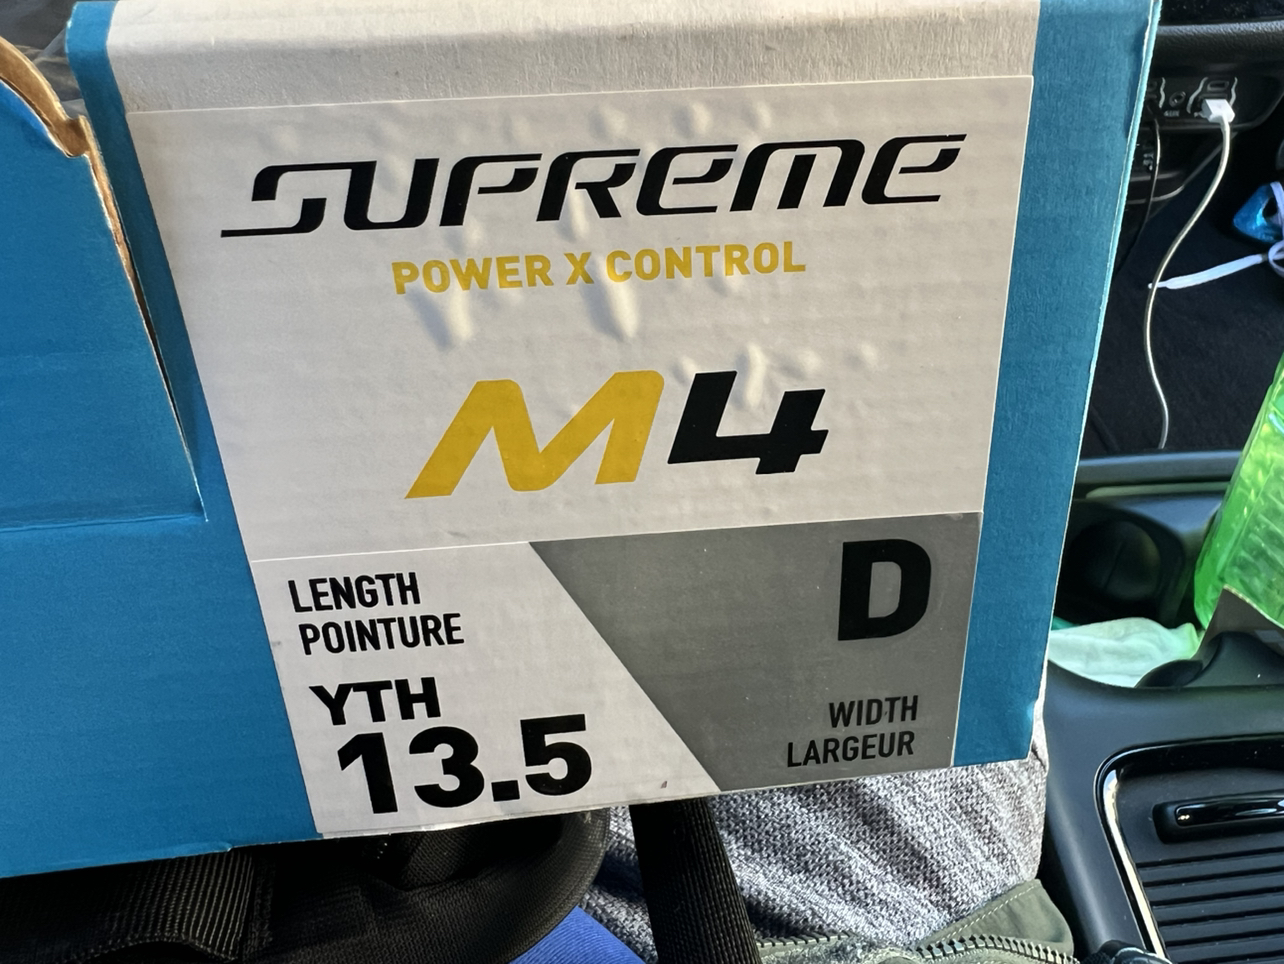 SUPREME
POWER X CONTROL
M4
LENGTH
POINTURE
YTH
13.5
D
WIDTH
LARGEUR